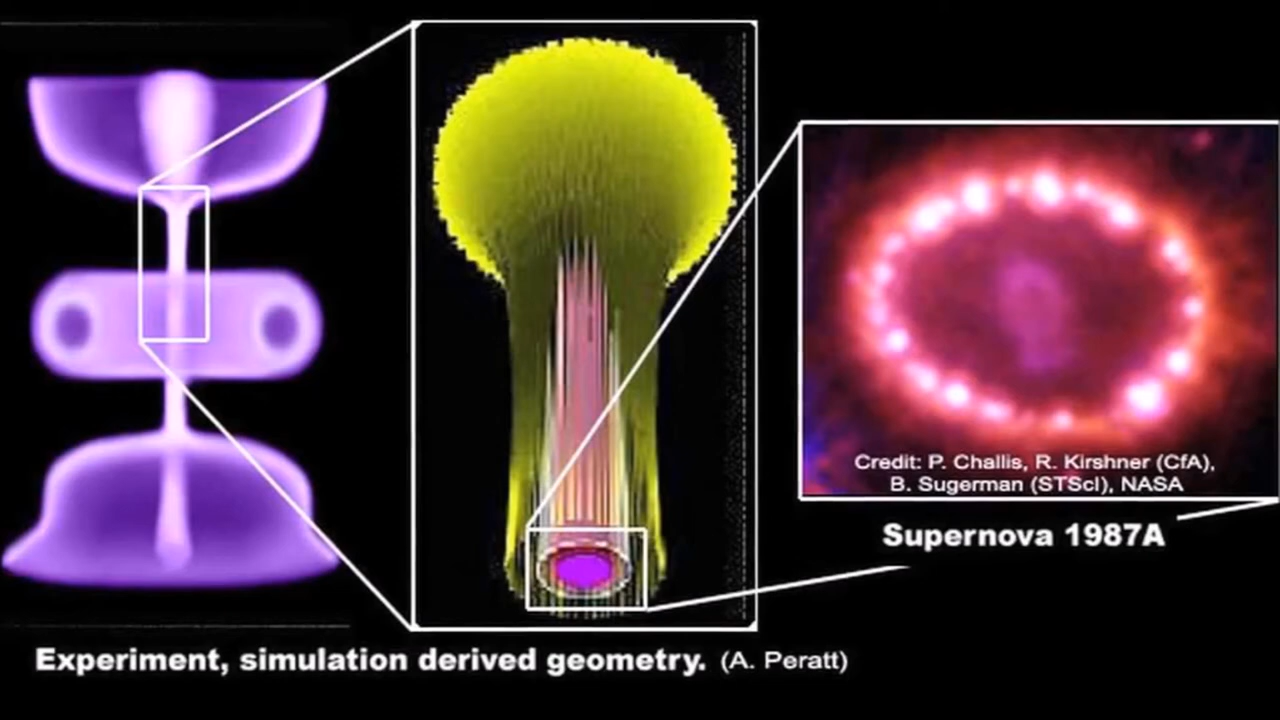 Credit: P. Challis, R. Kirshner (CfA),
B. Sugerman (STScI), NASA
Supernova 1987A
Experiment, simulation derived geometry. (A. Peratt)